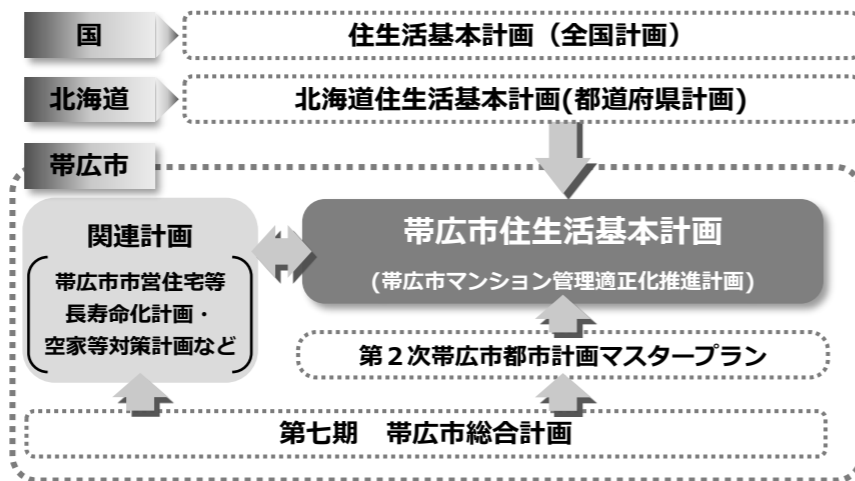 国
住生活基本計画（全国計画）
北海道
北海道住生活基本計画(都道府県計画)
帯広市
関連計画
帯広市市営住宅等
長寿命化計画・
空家等対策計画など
帯広市住生活基本計画
(帯広市マンション管理適正化推進計画)
第２次帯広市都市計画マスタープラン
第七期　帯広市総合計画